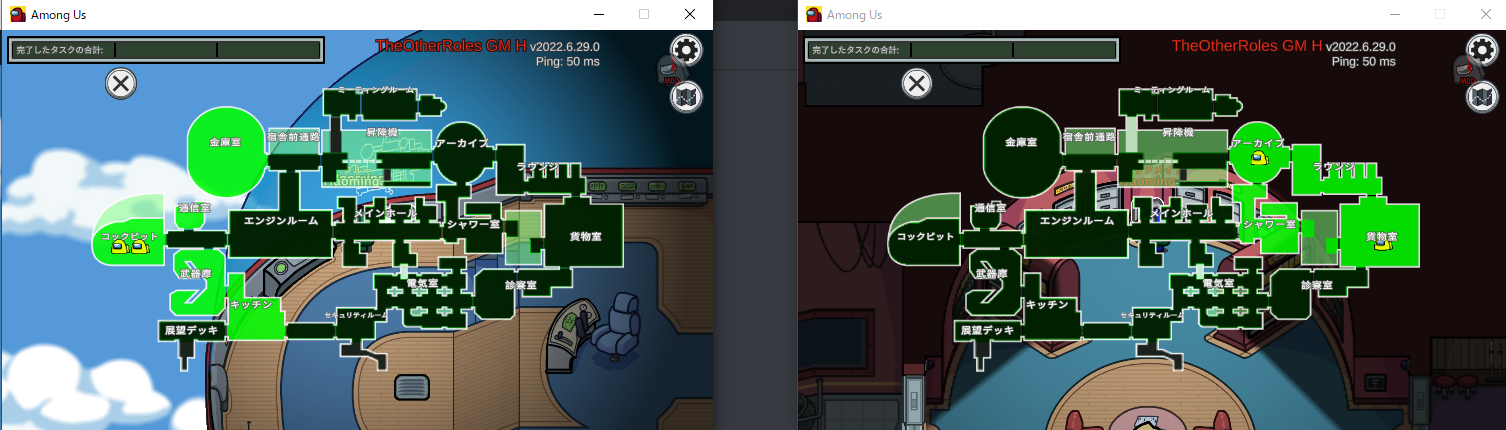 Among Us
完了したタスクの合計:
TheOtherRoles GM H v2022.6.29.0
Ping: 50 ms
ミーティングルーム
金庫室
宿舎前通路
昇降機
アーカイブ
ラウンジ
通信室
コックピット
エンジンルーム
メインホール
シャワー室
貨物室
武器庫
電気室
診察室
キッチン
セキュリティルーム
展望デッキ
Among Us
完了したタスクの合計:
TheOtherRoles GM H v2022.6.29.0
Ping: 50 ms
ミーティングルーム
金庫室
宿舎前通路
昇降機
アーカイブ
ラウンジ
通信室
コックピット
エンジンルーム
メインホール
シャワー室
貨物室
武器庫
電気室
診察室
キッチン
セキュリティルーム
展望デッキ